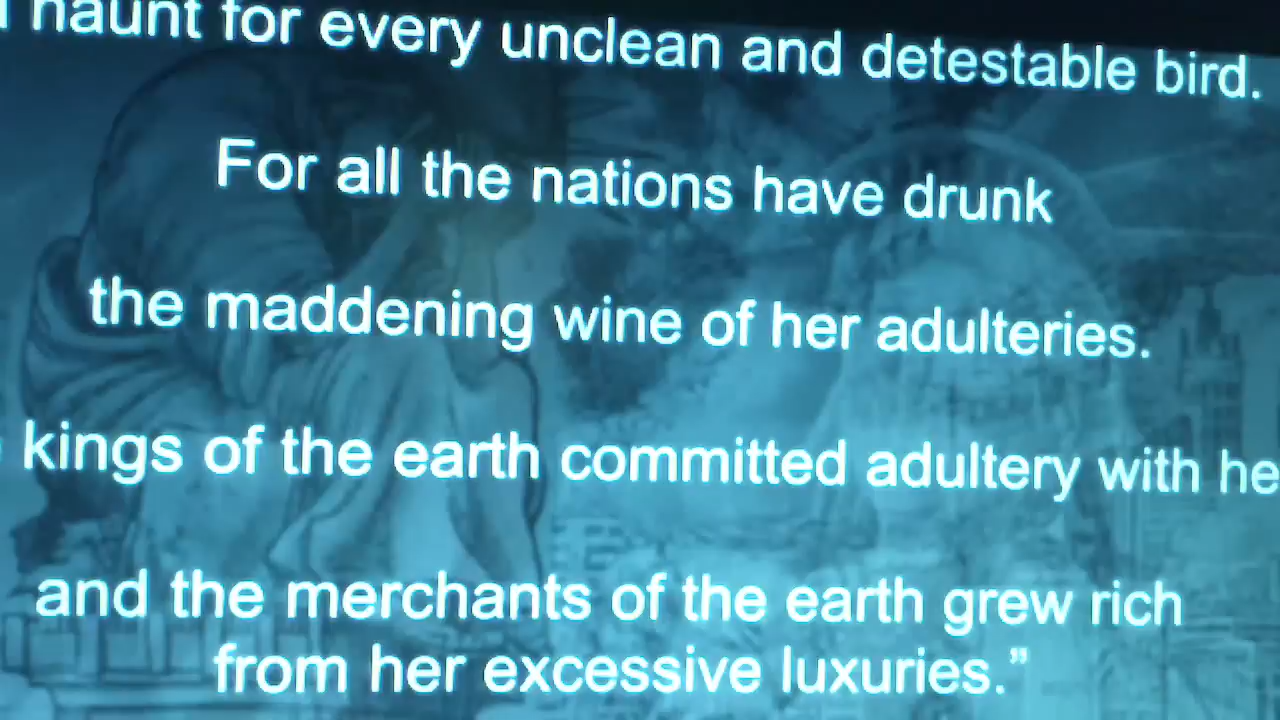 haunt for every unclean and detestable bird.
For all the nations have drunk
the maddening wine of her adulteries.
kings of the earth committed adultery with he
and the merchants of the earth grew rich
from her excessive luxuries.”